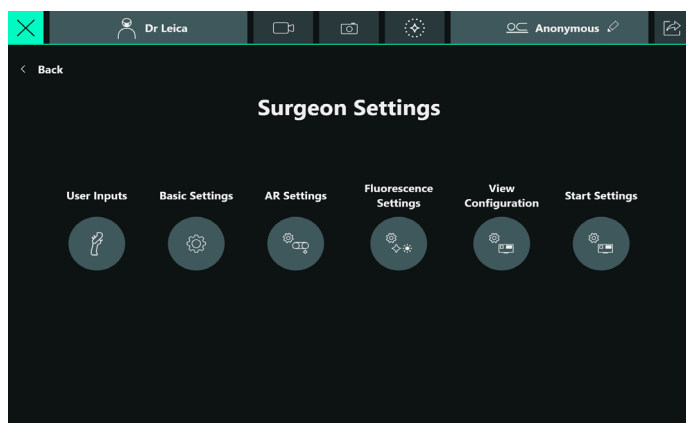 Dr Leica
Anonymous
Back
Surgeon Settings
User Inputs
Basic Settings
AR Settings
Fluorescence
Settings
View
Configuration
Start Settings